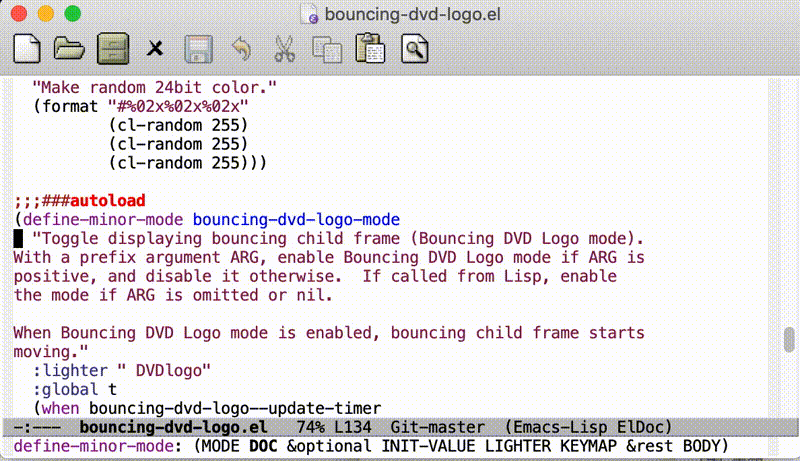 bouncing-dvd-logo.el
"Make random 24bit color."
(format "#%02x%02x%02x"
(cl-random 255)
(cl-random 255)
(cl-random 255)))
;;;###autoload
(define-minor-mode bouncing-dvd-logo-mode
"Toggle displaying bouncing child frame (Bouncing DVD Logo mode).
With a prefix argument ARG, enable Bouncing DVD Logo mode if ARG is
positive, and disable it otherwise.  If called from Lisp, enable
the mode if ARG is omitted or nil.
When Bouncing DVD Logo mode is enabled, bouncing child frame starts
moving."
:lighter " DVDlogo"
:global t
(when bouncing-dvd-logo--update-timer
-:---  bouncing-dvd-logo.el   74% L134  Git-master  (Emacs-Lisp ElDoc)
define-minor-mode: (MODE DOC &optional INIT-VALUE LIGHTER KEYMAP &rest BODY)